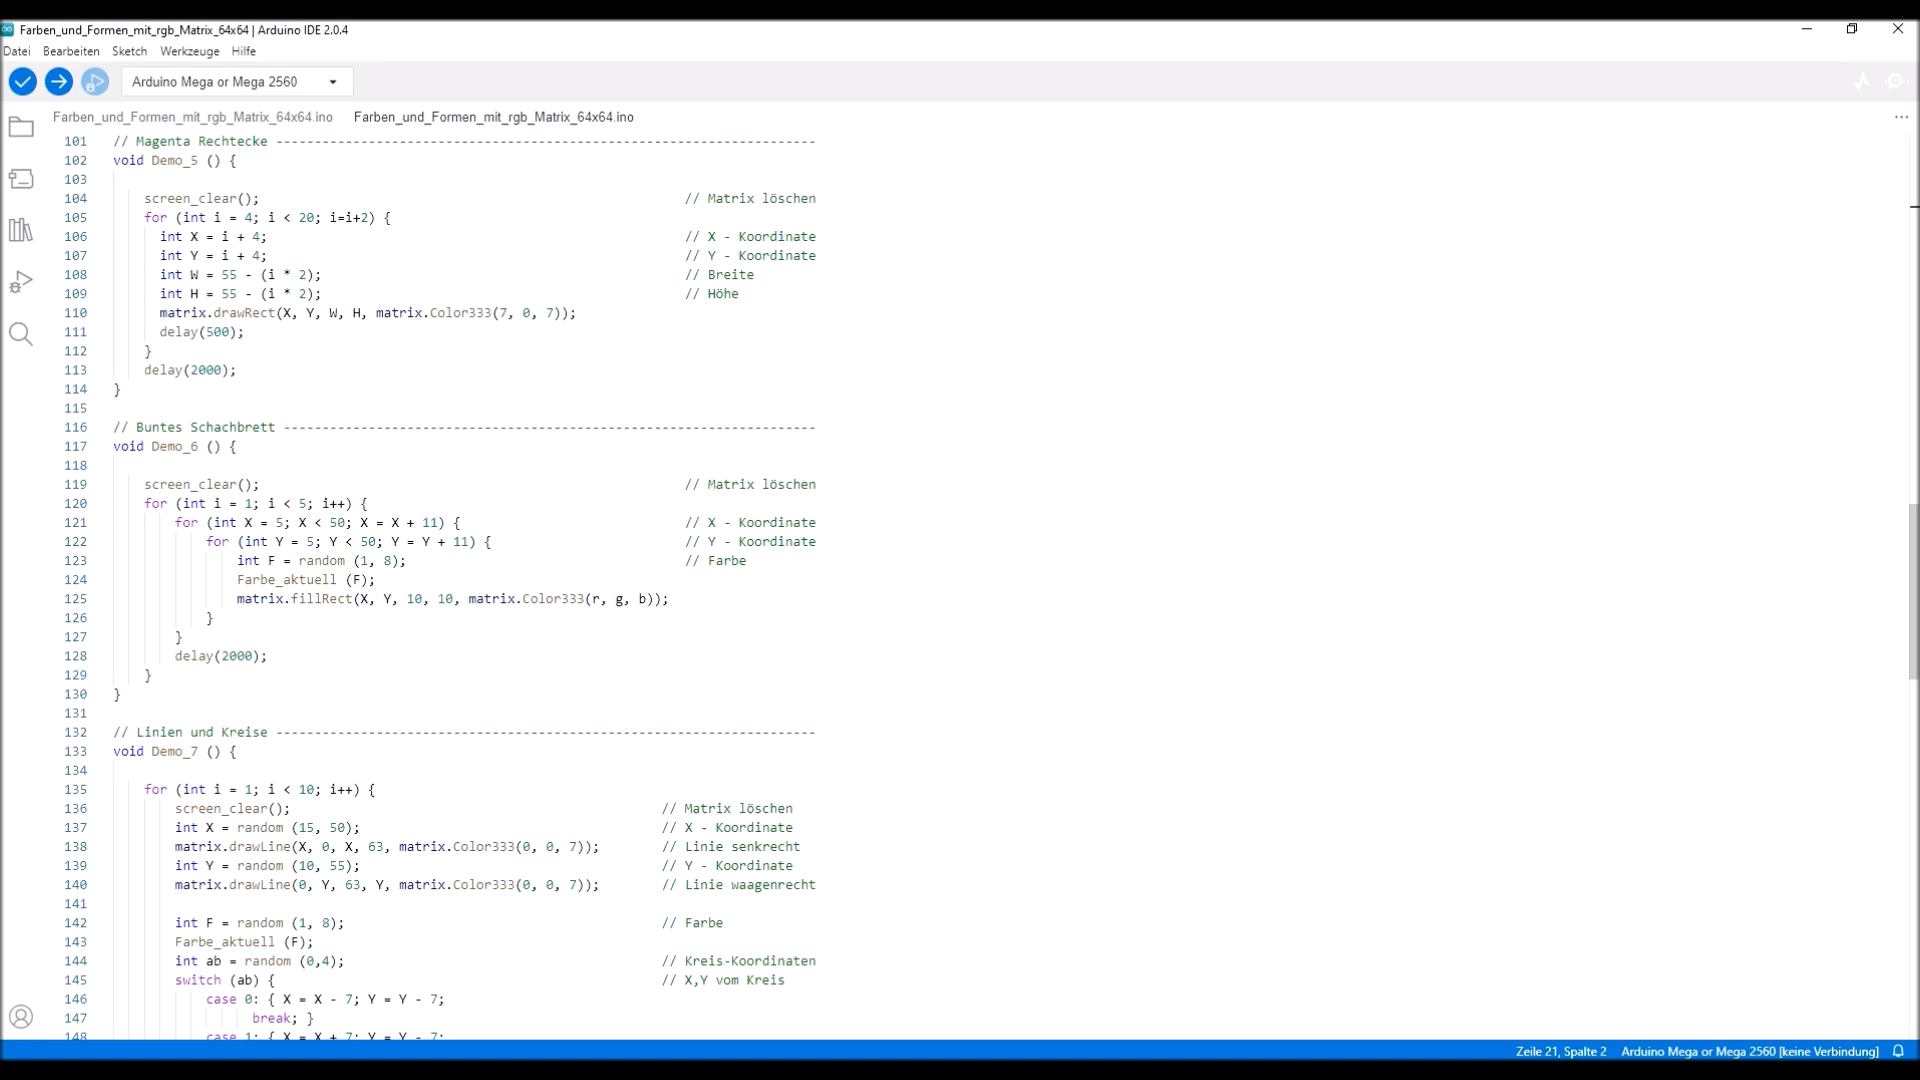 Farben_und_Formen_mit_rgb_Matrix_64x64 | Arduino IDE 2.0.4
Datei Bearbeiten Sketch Werkzeuge Hilfe
Arduino Mega or Mega 2560
Farben_und_Formen_mit_rgb_Matrix_64x64.ino Farben_und_Formen_mit_rgb_Matrix_64x64.ino
101 // Magenta Rechtecke ----------------------------------------------------------------------
102 void Demo_5 () {
103
104 screen_clear(); // Matrix löschen
105 for (int i = 4; i < 20; i=i+2) {
106 int X = i + 4; // X - Koordinate
107 int Y = i + 4; // Y - Koordinate
108 int W = 55 - (i * 2); // Breite
109 int H = 55 - (i * 2); // Höhe
110 matrix.drawRect(X, Y, W, H, matrix.Color333(7, 0, 7));
111 delay(500);
112 }
113 delay(2000);
114 }
115
116 // Buntes Schachbrett ---------------------------------------------------------------------
117 void Demo_6 () {
118
119 screen_clear(); // Matrix löschen
120 for (int i = 1; i < 5; i++) {
121 for (int X = 5; X < 50; X = X + 11) { // X - Koordinate
122 for (int Y = 5; Y < 50; Y = Y + 11) { // Y - Koordinate
123 int F = random (1, 8); // Farbe
124 Farbe_aktuell (F);
125 matrix.fillRect(X, Y, 10, 10, matrix.Color333(r, g, b));
126 }
127 }
128 delay(2000);
129 }
130 }
131
132 // Linien und Kreise ----------------------------------------------------------------------
133 void Demo_7 () {
134
135 for (int i = 1; i < 10; i++) {
136 screen_clear(); // Matrix löschen
137 int X = random (15, 50); // X - Koordinate
138 matrix.drawLine(X, 0, X, 63, matrix.Color333(0, 0, 7)); // Linie senkrecht
139 int Y = random (10, 55); // Y - Koordinate
140 matrix.drawLine(0, Y, 63, Y, matrix.Color333(0, 0, 7)); // Linie waagenrecht
141
142 int F = random (1, 8); // Farbe
143 Farbe_aktuell (F);
144 int ab = random (0,4); // Kreis-Koordinaten
145 switch (ab) { // X,Y vom Kreis
146 case 0: { X = X - 7; Y = Y - 7;
147 break; }
148 case 1: { X = X + 7; Y = Y - 7;
Zeile 21, Spalte 2 Arduino Mega or Mega 2560 [keine Verbindung]